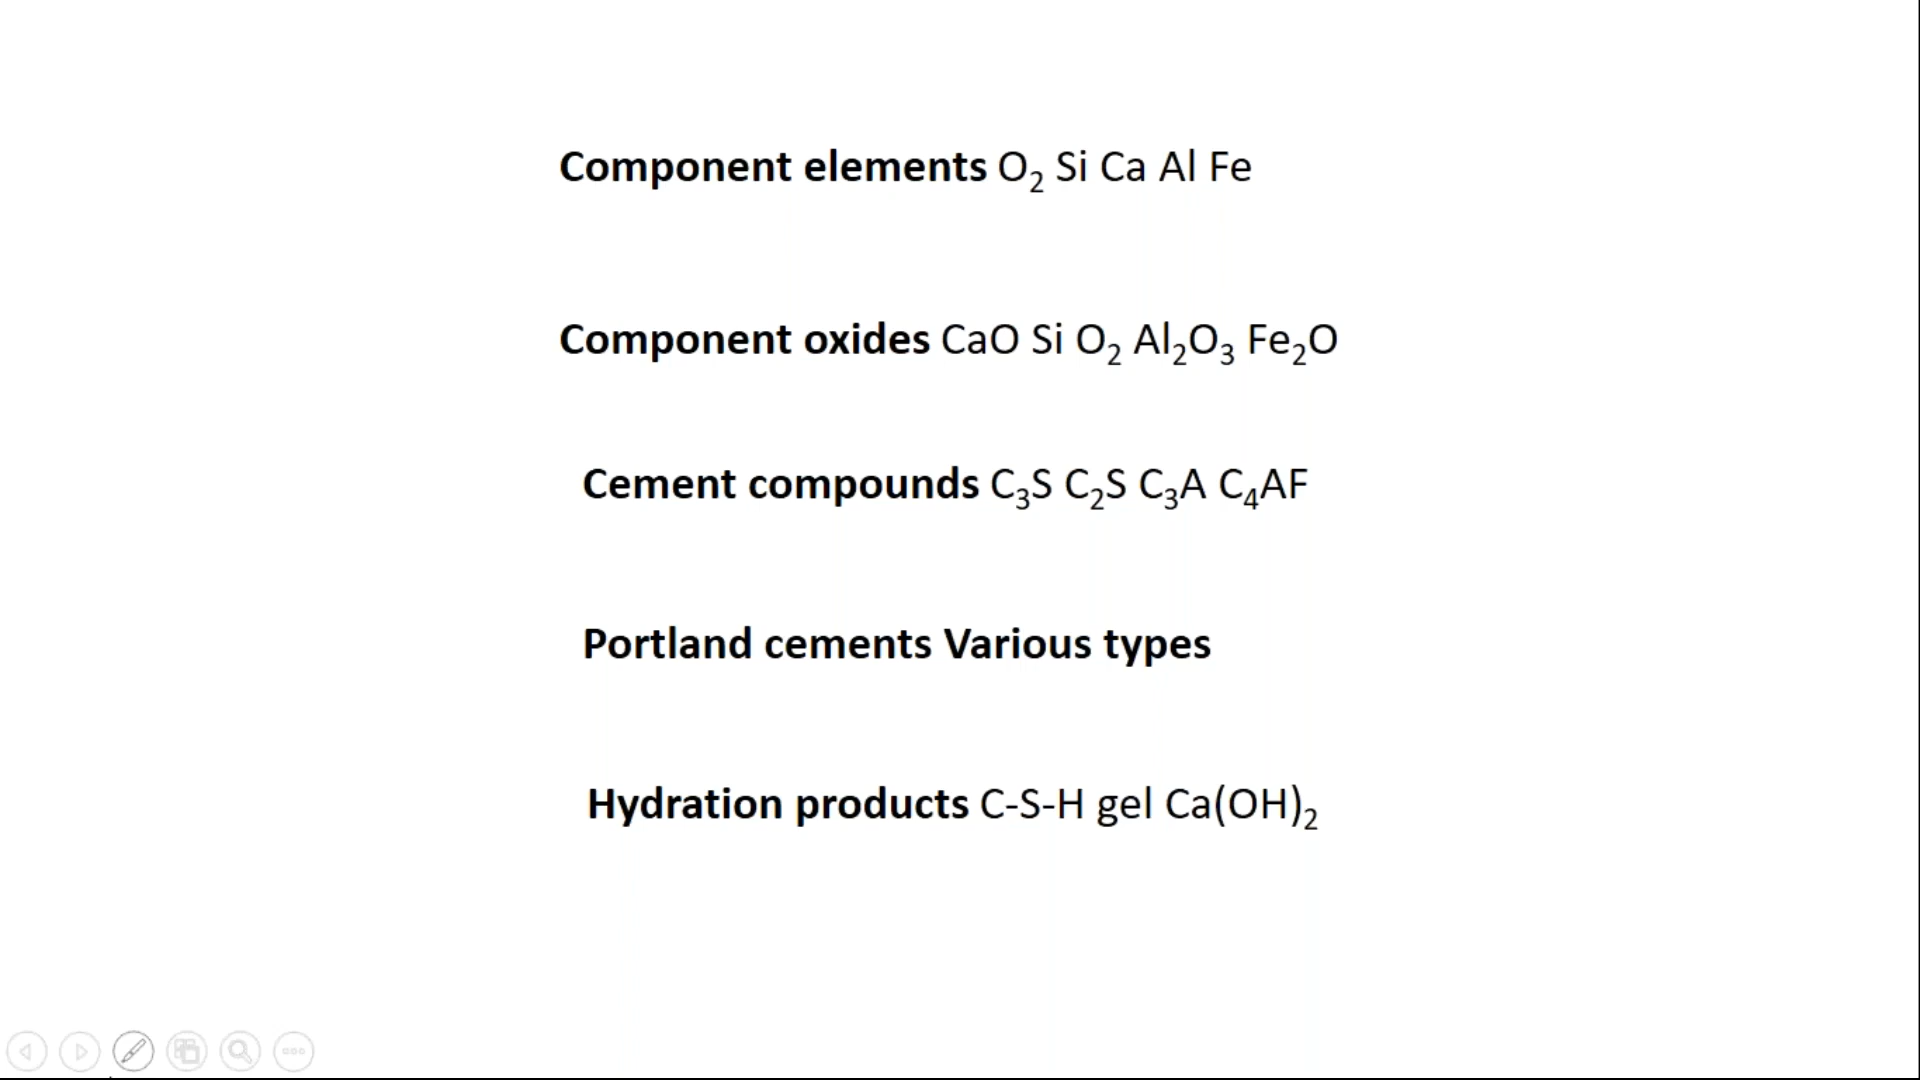 Component elements O₂ Si Ca Al Fe
Component oxides CaO Si O₂ Al₂O₃ Fe₂O
Cement compounds C₃S C₂S C₃A C₄AF
Portland cements Various types
Hydration products C-S-H gel Ca(OH)₂